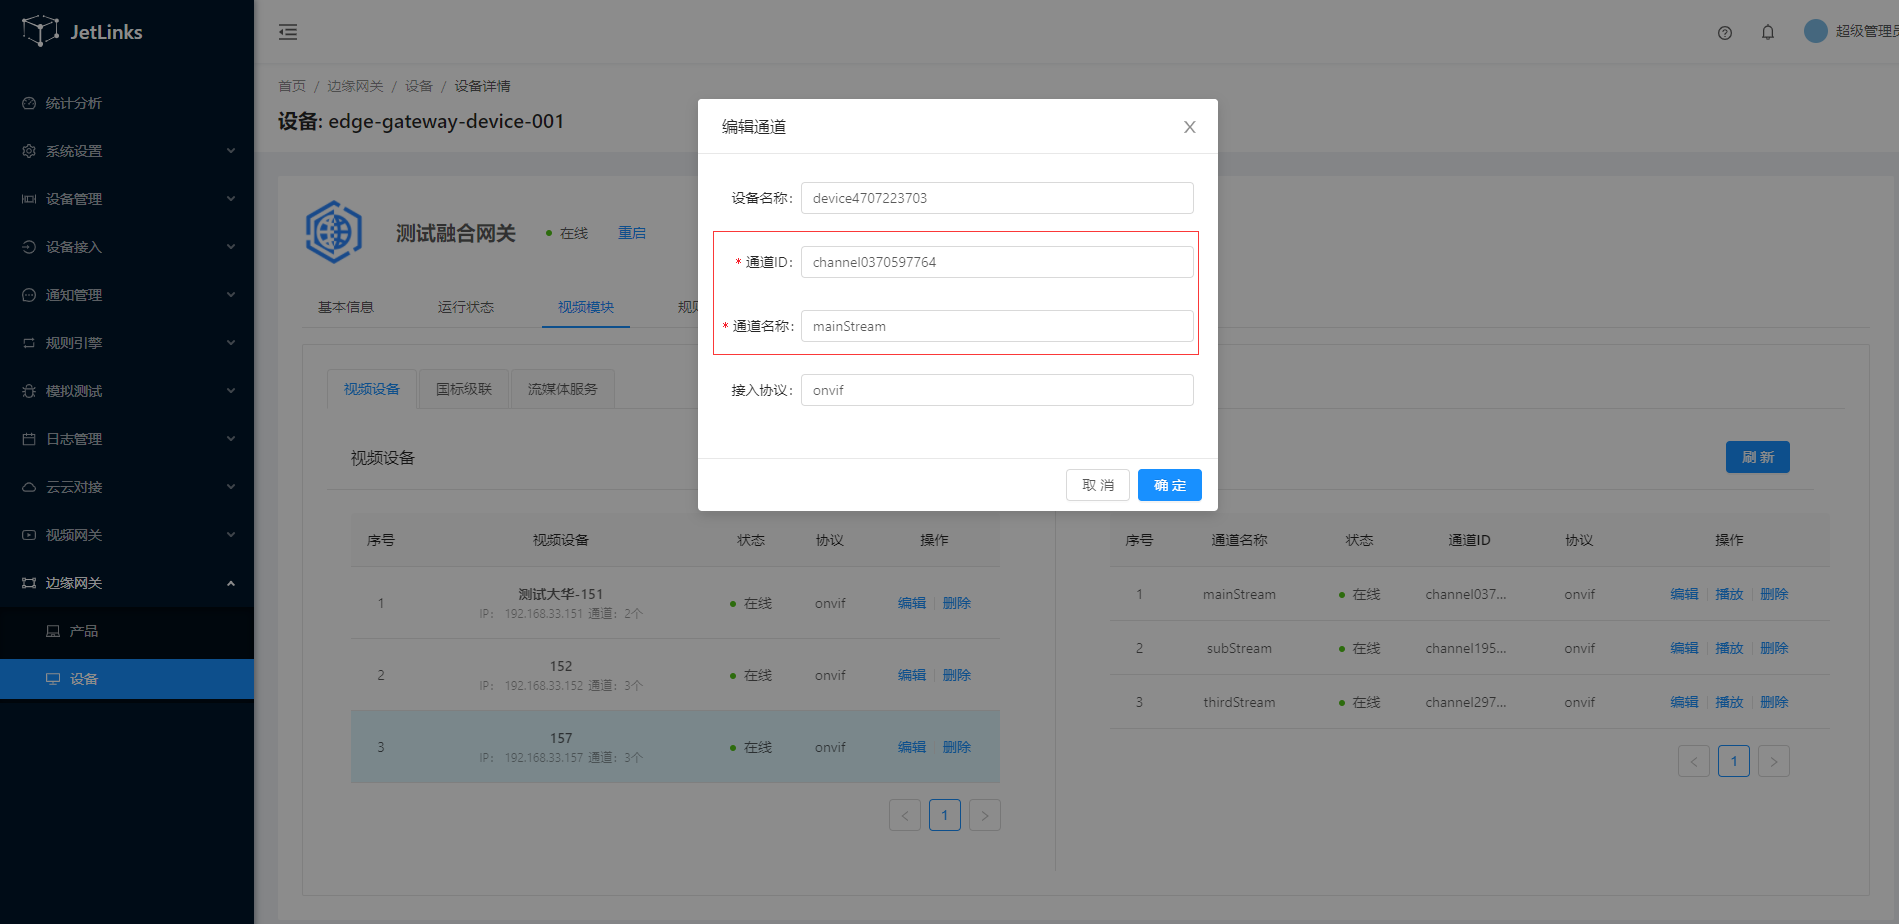 JetLinks
统计分析
系统设置
设备管理
设备接入
通知管理
规则引擎
模拟测试
日志管理
云云对接
视频网关
边缘网关
产品
设备
超级管理员
首页 / 边缘网关 / 设备 / 设备详情
设备: edge-gateway-device-001
测试融合网关 在线 重启
基本信息 运行状态 视频模块
视频设备 国标级联 流媒体服务
视频设备
刷 新
序号 视频设备 状态 协议 操作
1 测试大华-151 在线 onvif 编辑 删除
IP： 192.168.33.151 通道：2个
2 152 在线 onvif 编辑 删除
IP： 192.168.33.152 通道：3个
3 157 在线 onvif 编辑 删除
IP： 192.168.33.157 通道：3个
< 1 >
序号 通道名称 状态 通道ID 协议 操作
1 mainStream 在线 channel037... onvif 编辑 播放 删除
2 subStream 在线 channel195... onvif 编辑 播放 删除
3 thirdStream 在线 channel297... onvif 编辑 播放 删除
< 1 >
编辑通道
设备名称: device4707223703
* 通道ID: channel0370597764
* 通道名称: mainStream
接入协议: onvif
取 消 确 定